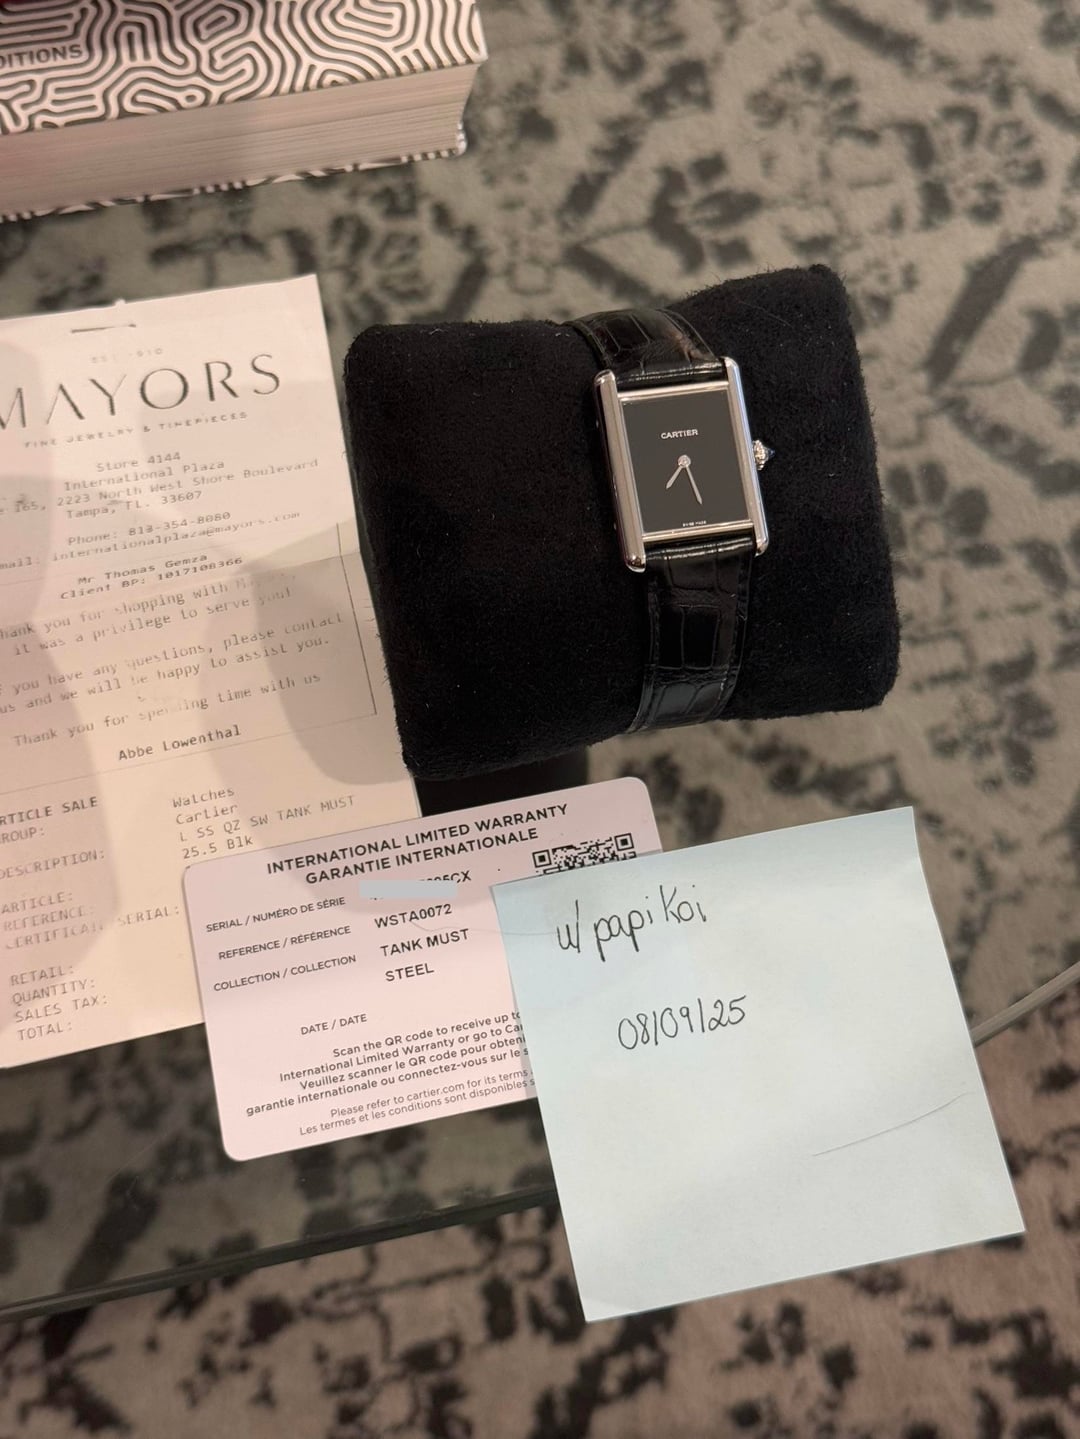 DITIONS
EST 1910
MAYORS
FINE JEWELRY & TIMEPIECES
Store 4144
International Plaza
165, 2223 North West Shore Boulevard
Tampa, FL. 33607
Phone: 813-354-8080
mail: internationalplaza@mayors.com
Mr Thomas Gemza
Client BP: 1017108366
hank you for shopping with
it was a privilege to serve you!
f you have any questions, please contact
us and we will be happy to assist you.
Thank you for spending time with us
Abbe Lowenthal
RTICLE SALE
Watches
ROUP:
Cartier
DESCRIPTION:
L SS QZ SW TANK MUST
25.5 Blk
ARTICLE:
REFERENCE:
SERIAL:
RETAIL:
QUANTITY:
SALES TAX:
TOTAL:
CARTIER
SWISS MADE
INTERNATIONAL LIMITED WARRANTY
GARANTIE INTERNATIONALE
SERIAL / NUMÉRO DE SÉRIE
REFERENCE / RÉFÉRENCE WSTA0072
COLLECTION / COLLECTION TANK MUST
STEEL
DATE / DATE
Scan the QR code to receive up to
International Limited Warranty or go to Ca
Veuillez scanner le QR code pour obten
garantie internationale ou connectez-vous sur le s
Please refer to cartier.com for its terms
Les termes et les conditions sont disponibles s
w/ papi koi
08/09/25